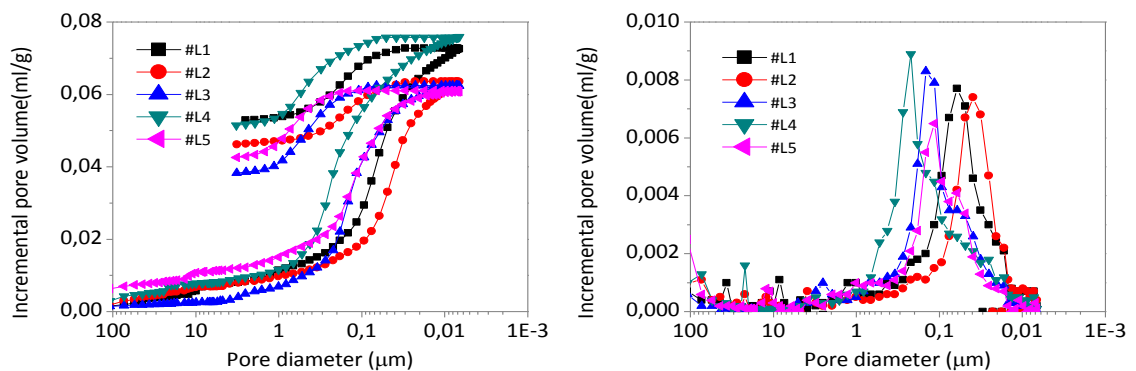 0,08
0,06
0,04
0,02
0,00
Incremental pore volume(ml/g)
#L1
#L2
#L3
#L4
#L5
100 10 1 0,1 0,01 1E-3
Pore diameter (μm)
0,010
0,008
0,006
0,004
0,002
0,000
Incremental pore volume(ml/g)
#L1
#L2
#L3
#L4
#L5
100 10 1 0,1 0,01 1E-3
Pore diameter (μm)